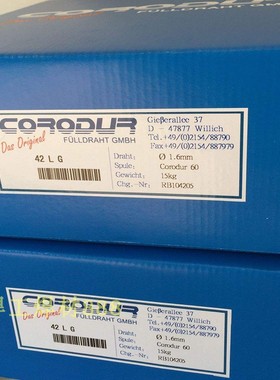 CORODUR
Das Original
FÜLLDRAHT GMBH
Gießerallee 37
D - 47877 Willich
Tel.+49/(0)2154/88790
Fax+49/(0)2154/887979
42 L G
Draht: Ø 1.6mm
Spule: Corodur 60
Gewicht: 15kg
Chg.-Nr: RB104205
CORODUR
Das Original
FÜLLDRAHT GMBH
Gießerallee 37
D - 47877 Willich
Tel.+49/(0)2154/88790
Fax+49/(0)2154/887979
42 L G
Draht: Ø 1.6mm
Spule: Corodur 60
Gewicht: 15kg
Chg.-Nr: RB104205